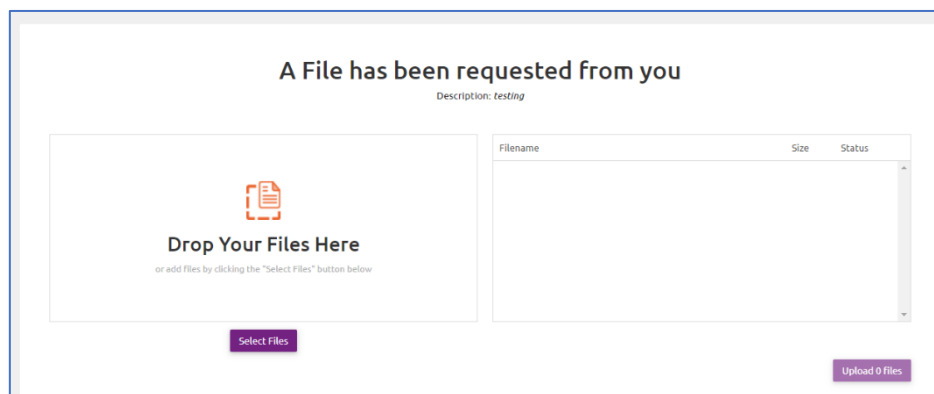 A File has been requested from you
Description: testing
Drop Your Files Here
or add files by clicking the "Select Files" button below
Select Files
Filename Size Status
Upload 0 files